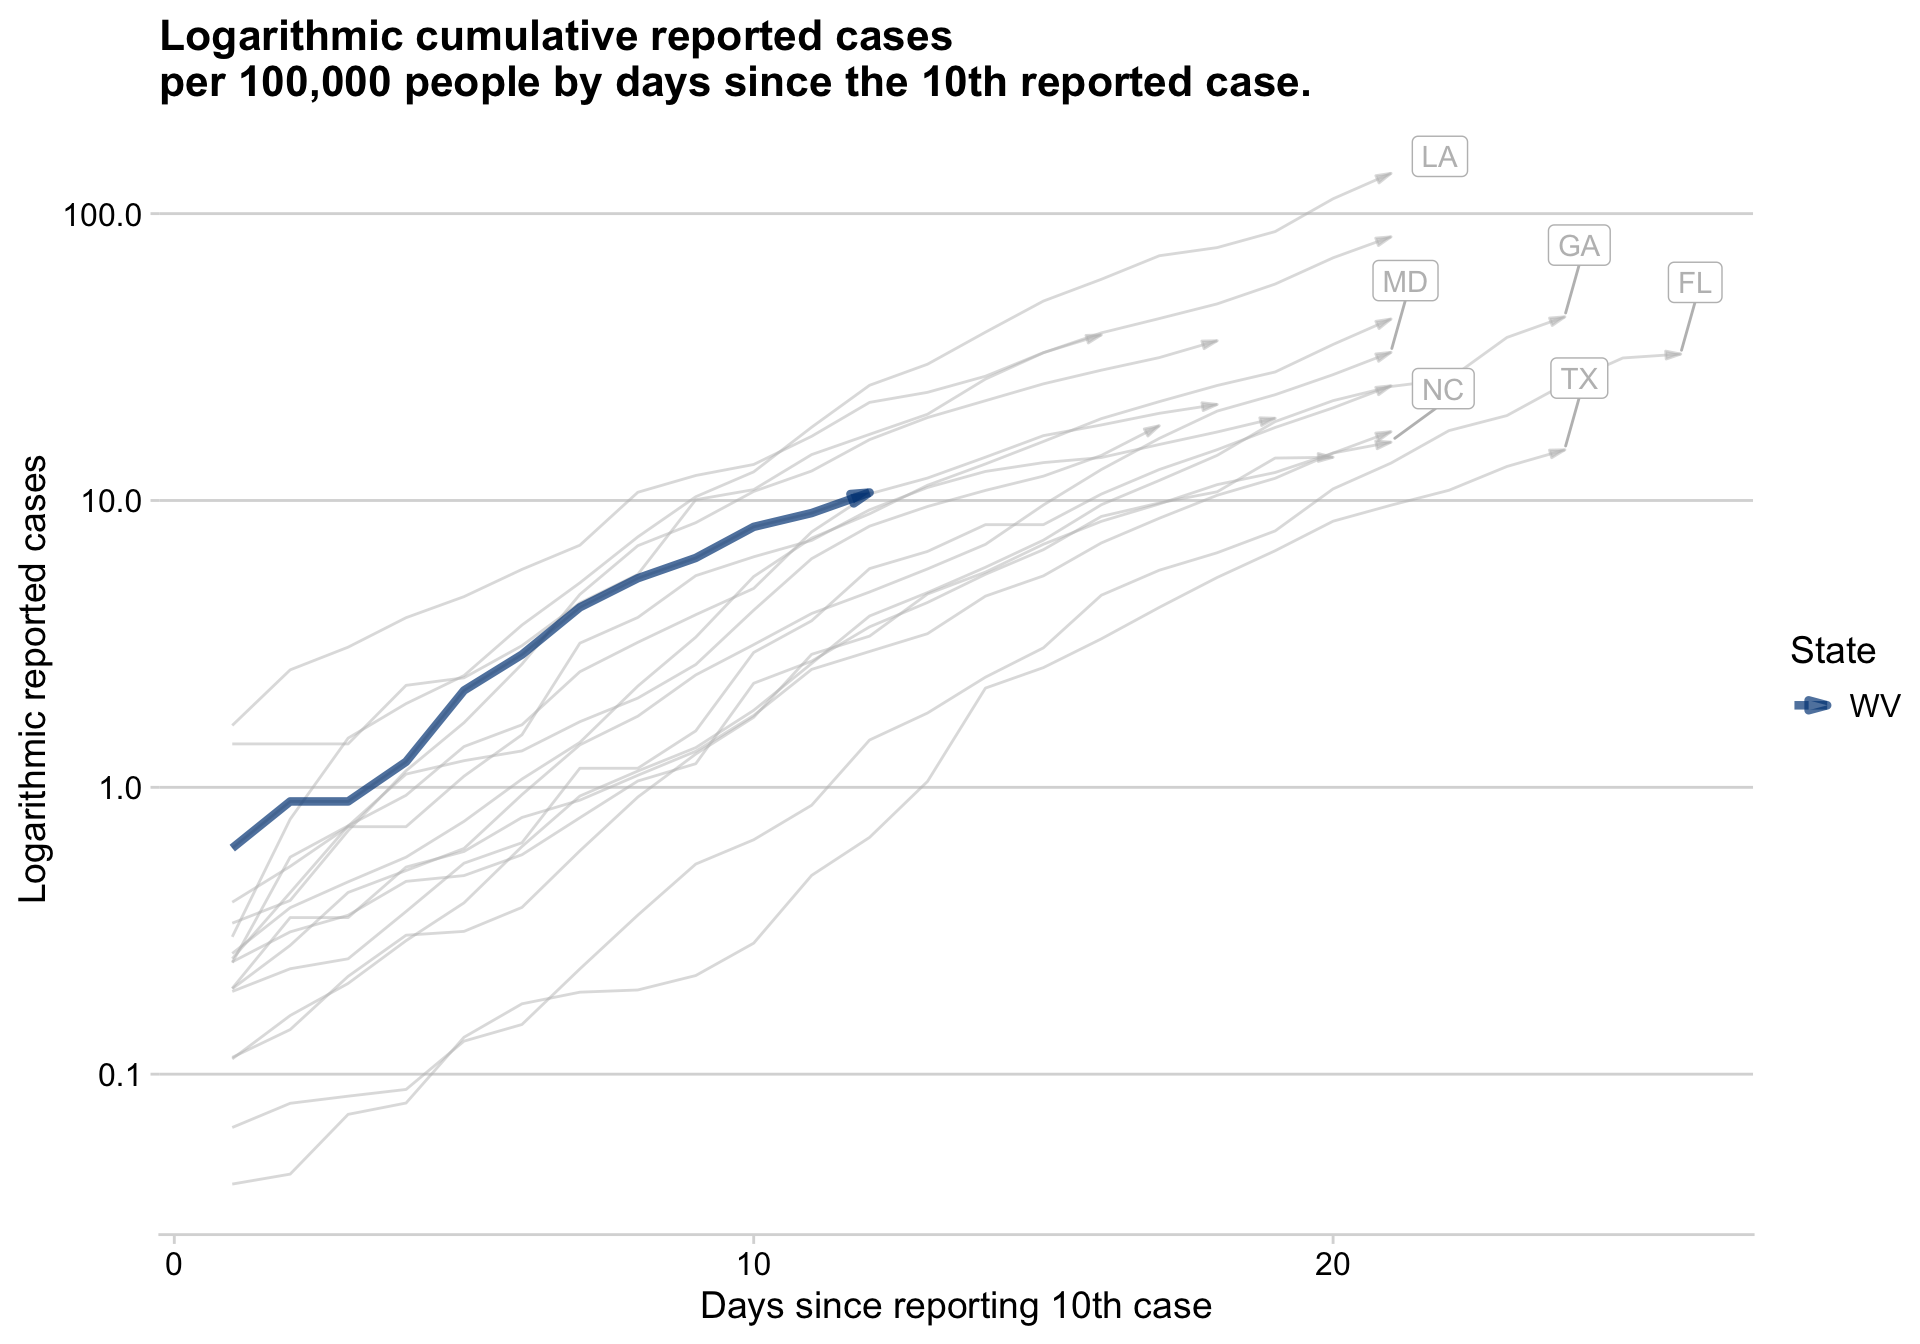 Logarithmic cumulative reported cases
per 100,000 people by days since the 10th reported case.
LA
100.0
GA
MD
FL
TX
NC
Logarithmic reported cases
10.0
State
WV
1.0
0.1
0
10
20
Days since reporting 10th case